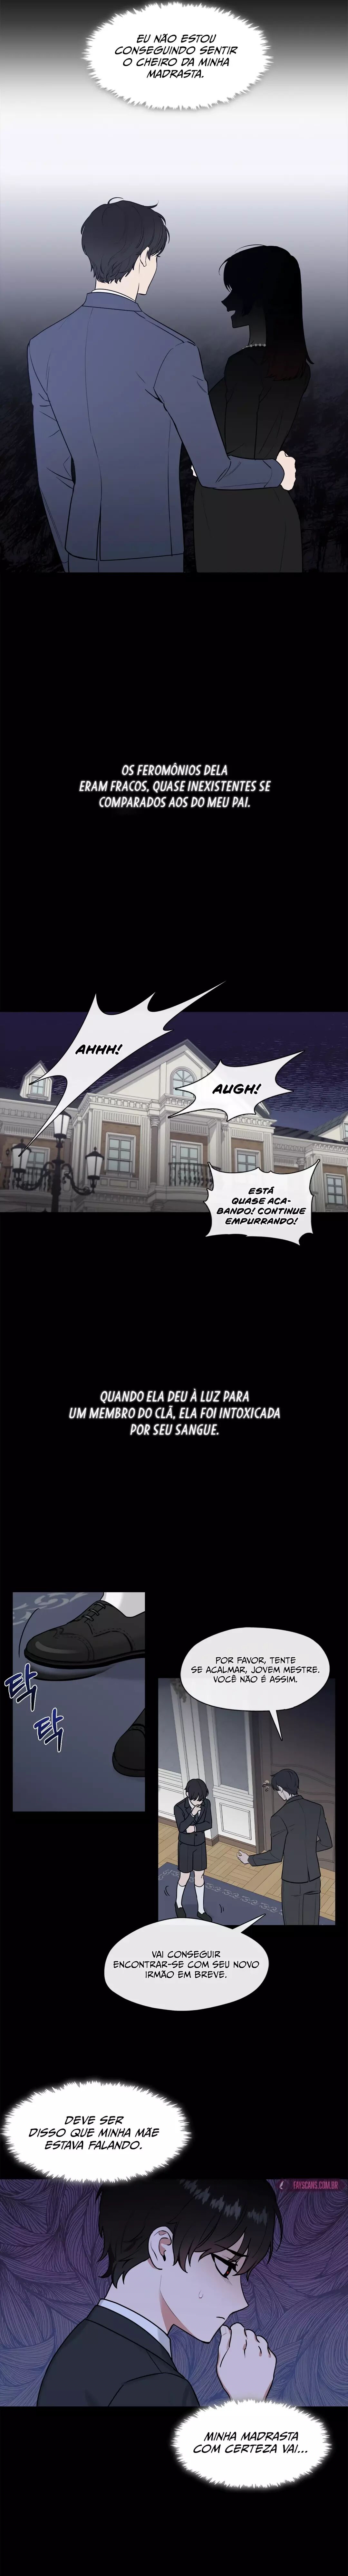 EU NÃO ESTOU
CONSEGUINDO SENTIR
O CHEIRO DA MINHA
MADRASTA.
OS FEROMÔNIOS DELA
ERAM FRACOS, QUASE INEXISTENTES SE
COMPARADOS AOS DO MEU PAI.
AHHH!
AUGH!
ESTÁ
QUASE ACA-
BANDO! CONTINUE
EMPURRANDO!
QUANDO ELA DEU À LUZ PARA
UM MEMBRO DO CLÃ, ELA FOI INTOXICADA
POR SEU SANGUE.
POR FAVOR, TENTE
SE ACALMAR, JOVEM MESTRE.
VOCÊ NÃO É ASSIM.
탁
탁
VAI CONSEGUIR
ENCONTRAR-SE COM SEU NOVO
IRMÃO EM BREVE.
DEVE SER
DISSO QUE MINHA MÃE
ESTAVA FALANDO.
FAYSCANS.COM.BR
MINHA MADRASTA
COM CERTEZA VAI...